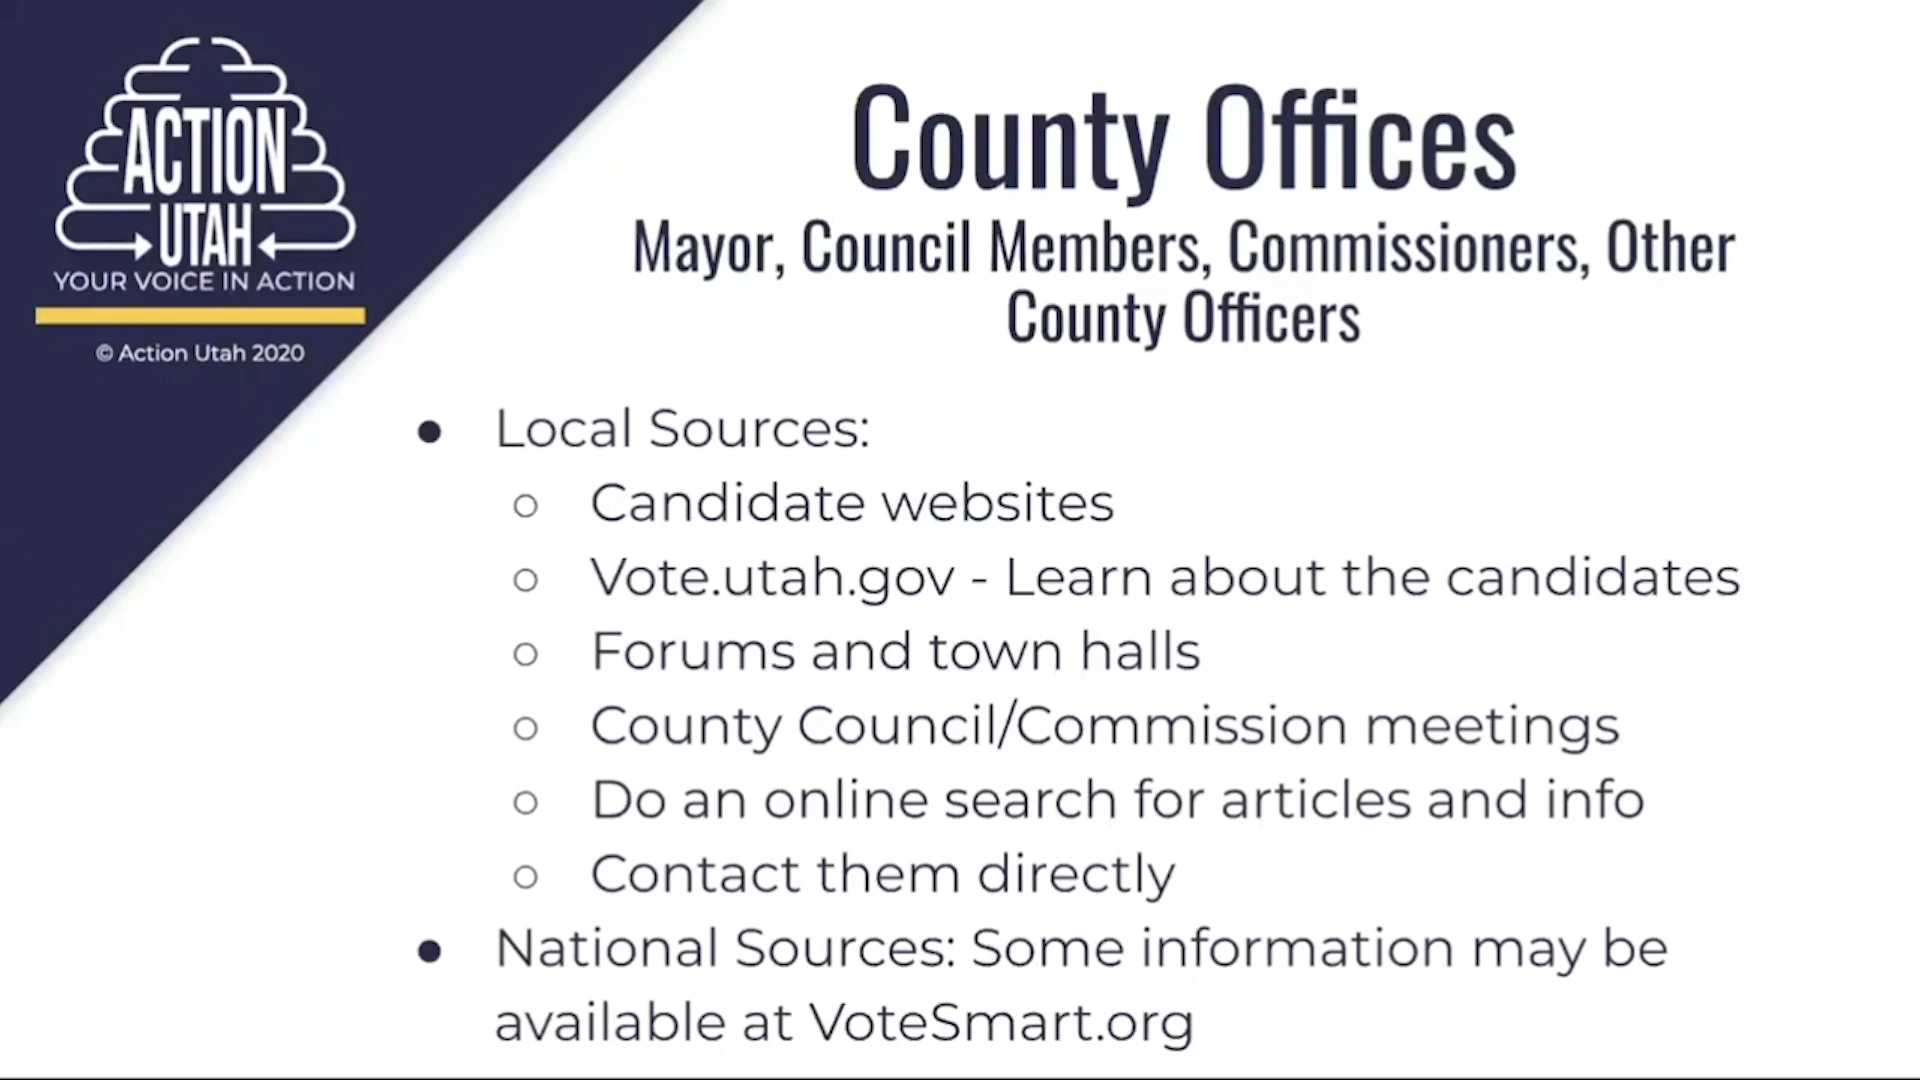 ACTION
UTAH
YOUR VOICE IN ACTION
© Action Utah 2020
County Offices
Mayor, Council Members, Commissioners, Other
County Officers
● Local Sources:
○ Candidate websites
○ Vote.utah.gov - Learn about the candidates
○ Forums and town halls
○ County Council/Commission meetings
○ Do an online search for articles and info
○ Contact them directly
● National Sources: Some information may be
available at VoteSmart.org